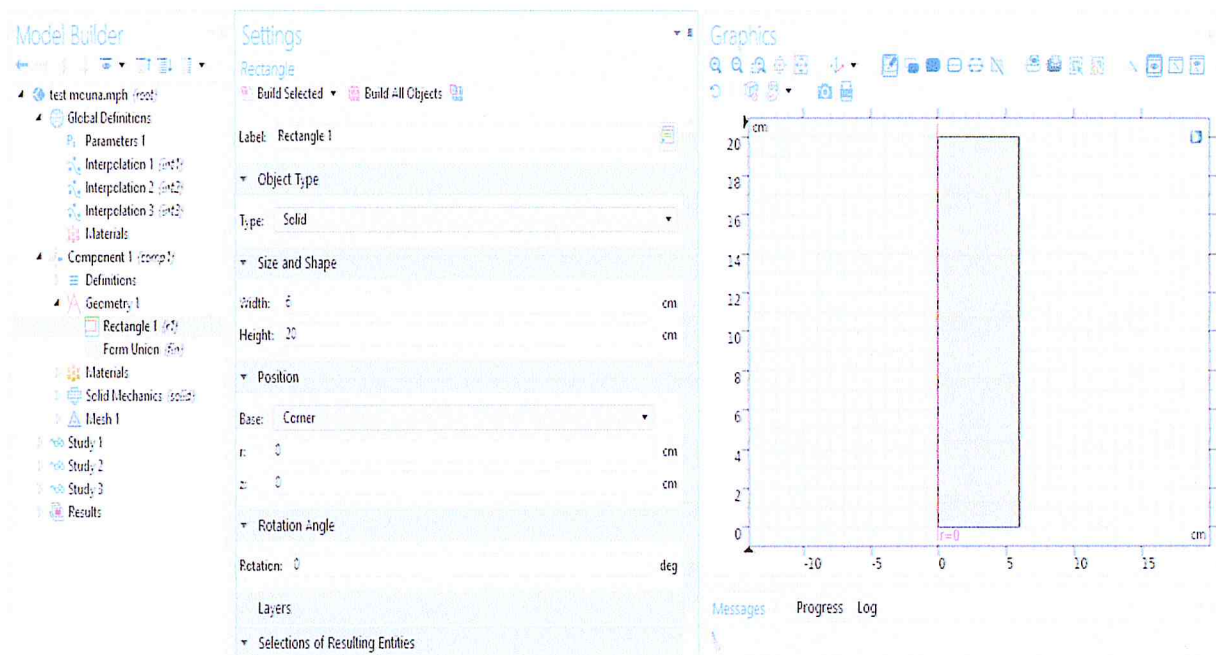 Model Builder
test mouna.mph (root)
Global Definitions
Parameters 1
Interpolation 1 (int1)
Interpolation 2 (int2)
Interpolation 3 (int3)
Materials
Component 1 (comp1)
Definitions
Geometry 1
Rectangle 1 (r1)
Form Union (fin)
Materials
Solid Mechanics (solid)
Mesh 1
Study 1
Study 2
Study 3
Results
Settings
Rectangle
Build Selected Build All Objects
Label: Rectangle 1
Object Type
Type: Solid
Size and Shape
Width: 6 cm
Height: 20 cm
Position
Base: Corner
r: 0 cm
z: 0 cm
Rotation Angle
Rotation: 0 deg
Layers
Selections of Resulting Entities
Graphics
cm
20
18
16
14
12
10
8
6
4
2
0
r=0
cm
-10 -5 0 5 10 15
Messages Progress Log